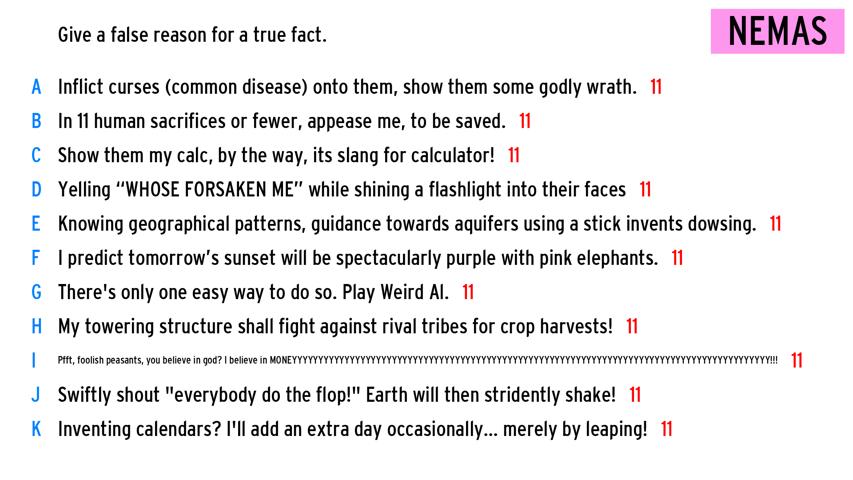 Give a false reason for a true fact.
NEMAS
A Inflict curses (common disease) onto them, show them some godly wrath. 11
B In 11 human sacrifices or fewer, appease me, to be saved. 11
C Show them my calc, by the way, its slang for calculator! 11
D Yelling “WHOSE FORSAKEN ME” while shining a flashlight into their faces 11
E Knowing geographical patterns, guidance towards aquifers using a stick invents dowsing. 11
F I predict tomorrow’s sunset will be spectacularly purple with pink elephants. 11
G There's only one easy way to do so. Play Weird Al. 11
H My towering structure shall fight against rival tribes for crop harvests! 11
I Pfft, foolish peasants, you believe in god? I believe in MONEYYYYYYYYYYYYYYYYYYYYYYYYYYYYYYYYYYYYYYYYYYYYYYYYYYYYYYYYYYYYYYYYYYYYYYYYYYYYYYYYYYYYYYYYYYYY!!! 11
J Swiftly shout "everybody do the flop!" Earth will then stridently shake! 11
K Inventing calendars? I'll add an extra day occasionally... merely by leaping! 11